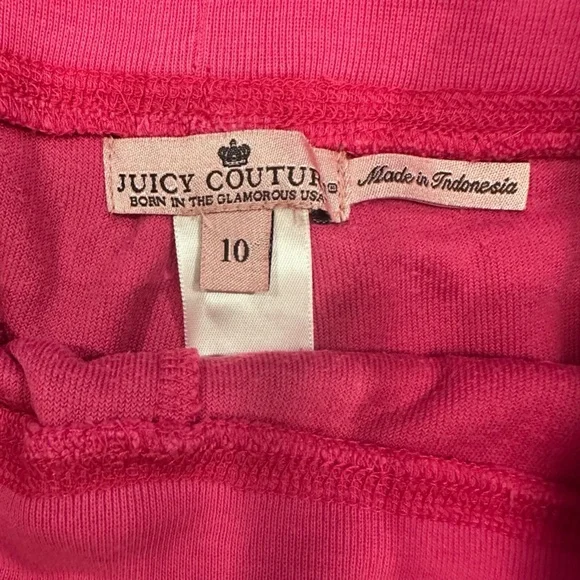 JUICY COUTURE
BORN IN THE GLAMOROUS USA
Made in Indonesia
10